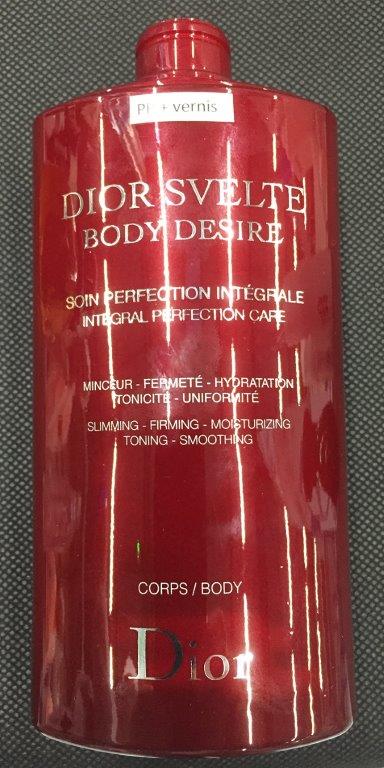 + vernis
DIOR SVELTE
BODY DESIRE
SOIN PERFECTION INTÉGRALE
INTEGRAL PERFECTION CARE
MINCEUR - FERMETÉ - HYDRATATION
TONICITÉ - UNIFORMITÉ
SLIMMING - FIRMING - MOISTURIZING
TONING - SMOOTHING
CORPS / BODY
Dior